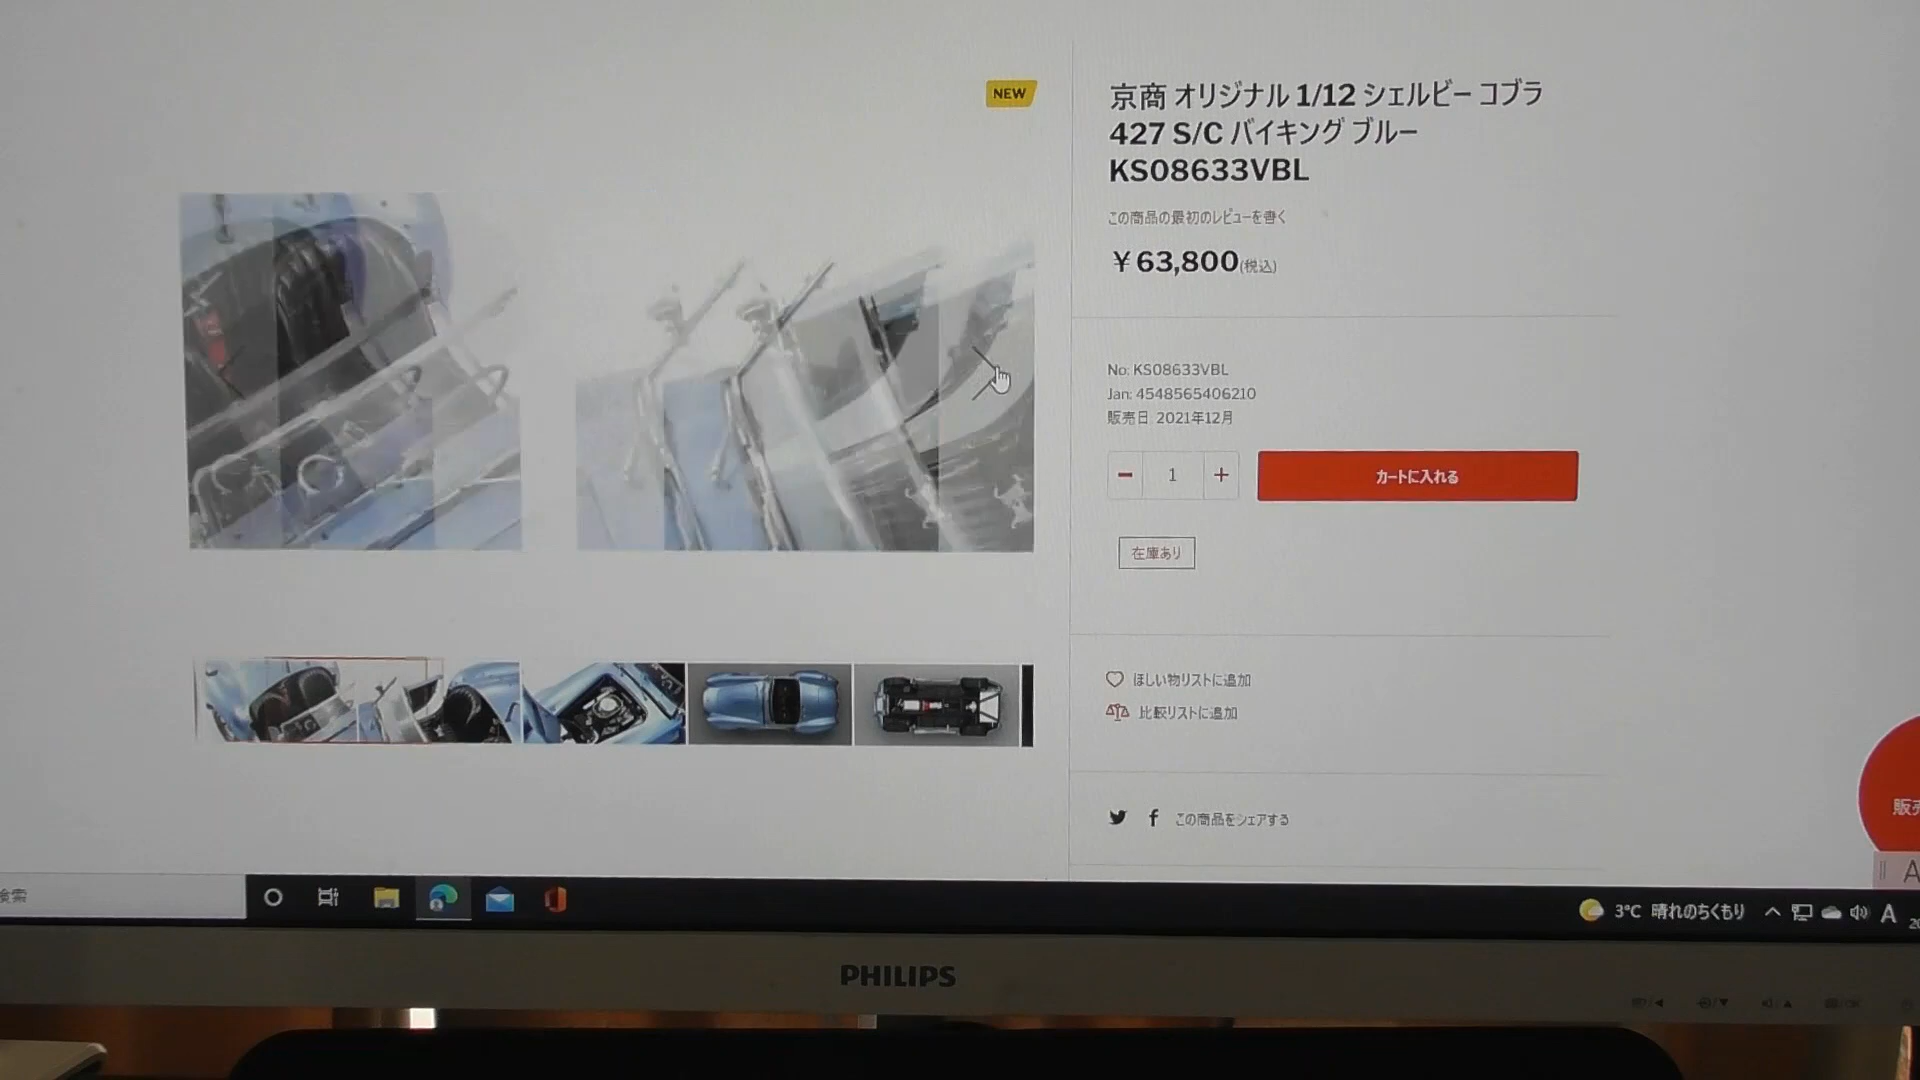 NEW
京商 オリジナル 1/12 シェルビー コブラ
427 S/C バイキング ブルー
KS08633VBL
この商品の最初のレビューを書く
￥63,800(税込)
No: KS08633VBL
Jan: 4548565406210
販売日 2021年12月
1
カートに入れる
在庫あり
ほしい物リストに追加
比較リストに追加
この商品をシェアする
販売
A
検索
3°C 晴れのちくもり
A
20
PHILIPS